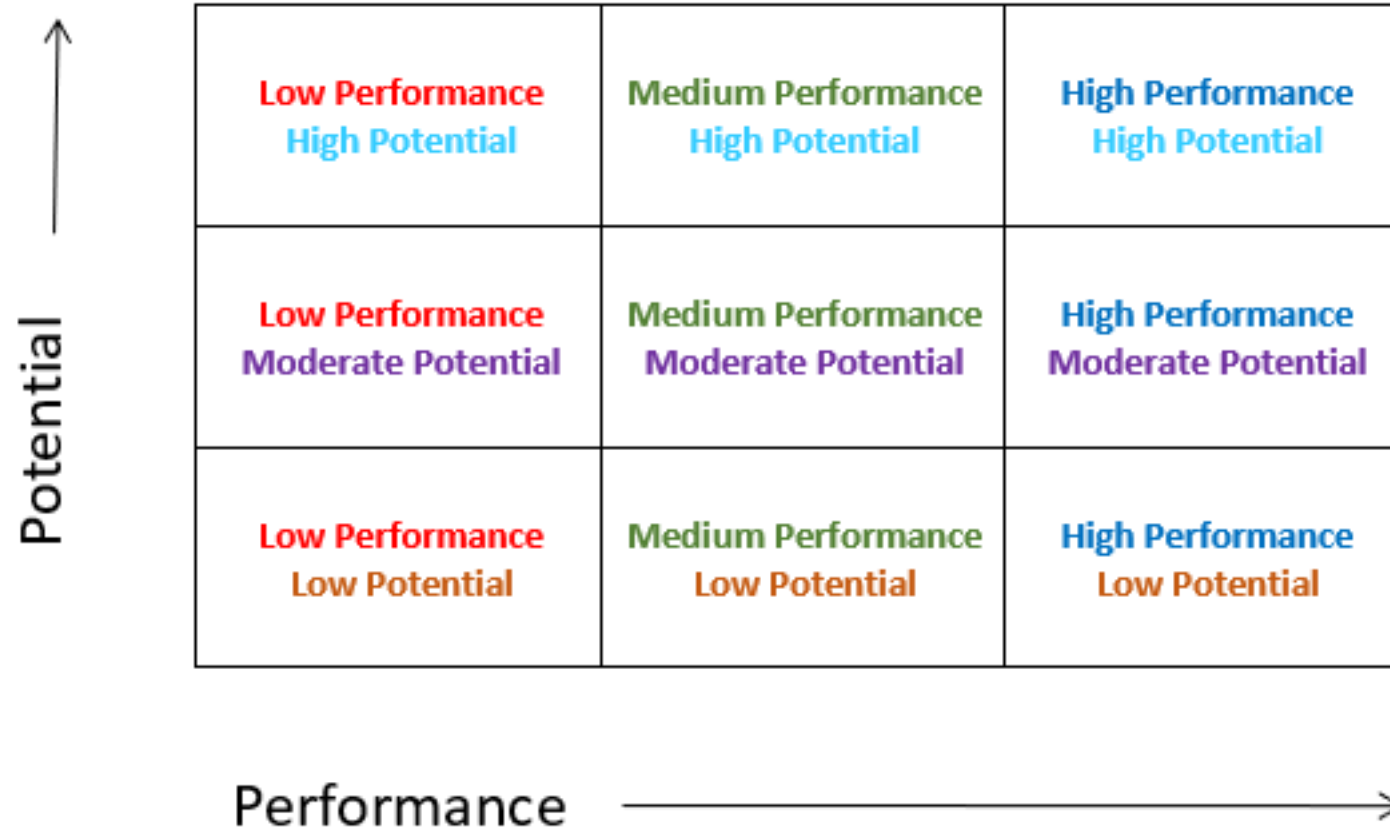 Low Performance
High Potential
Medium Performance
High Potential
High Performance
High Potential
Low Performance
Moderate Potential
Medium Performance
Moderate Potential
High Performance
Moderate Potential
Low Performance
Low Potential
Medium Performance
Low Potential
High Performance
Low Potential
Potential
Performance